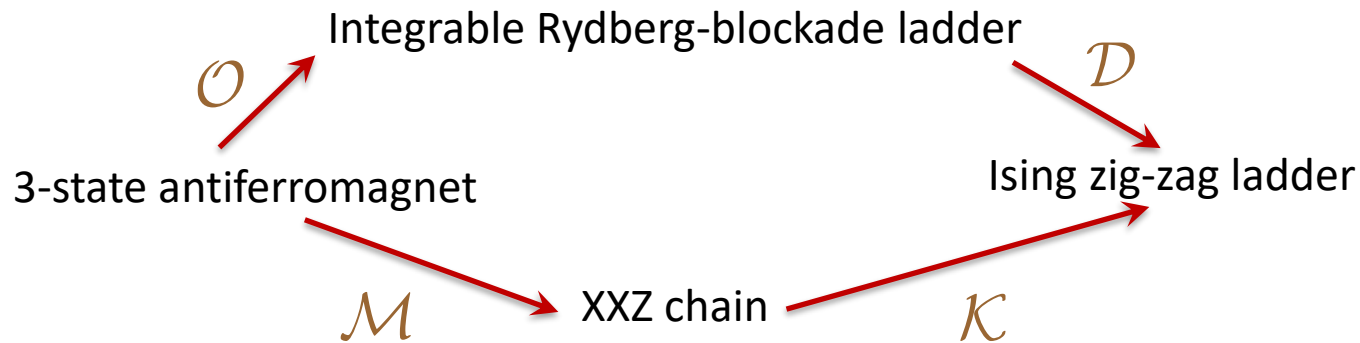 Integrable Rydberg-blockade ladder
𝒪
𝒟
3-state antiferromagnet
Ising zig-zag ladder
ℳ
XXZ chain
𝒦